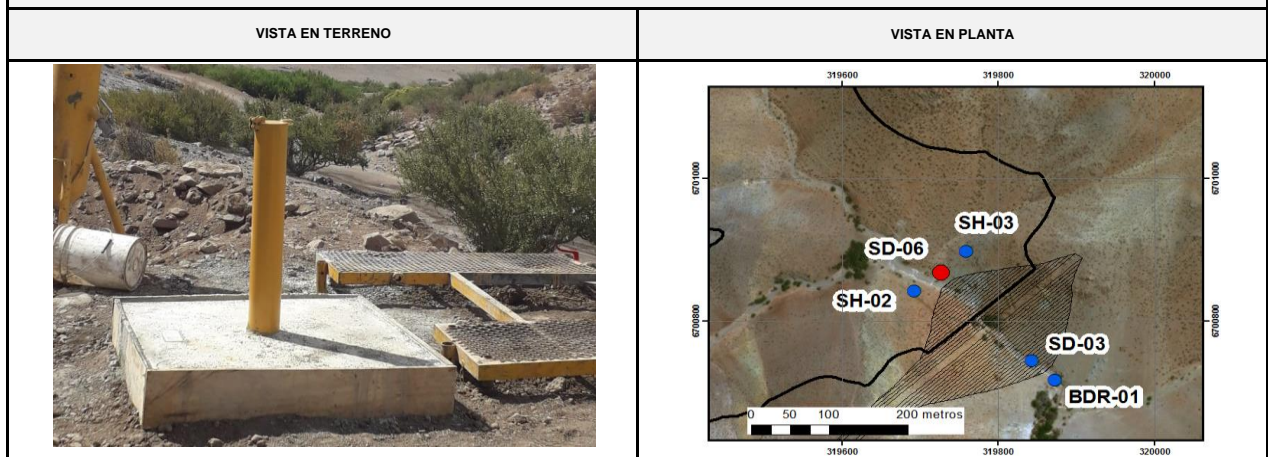 VISTA EN TERRENO
VISTA EN PLANTA
319600 319800 320000
6701000 6701000
SH-03
SD-06
SH-02
6700800 6700800
SD-03
BDR-01
0 50 100 200 metros
319600 319800 320000